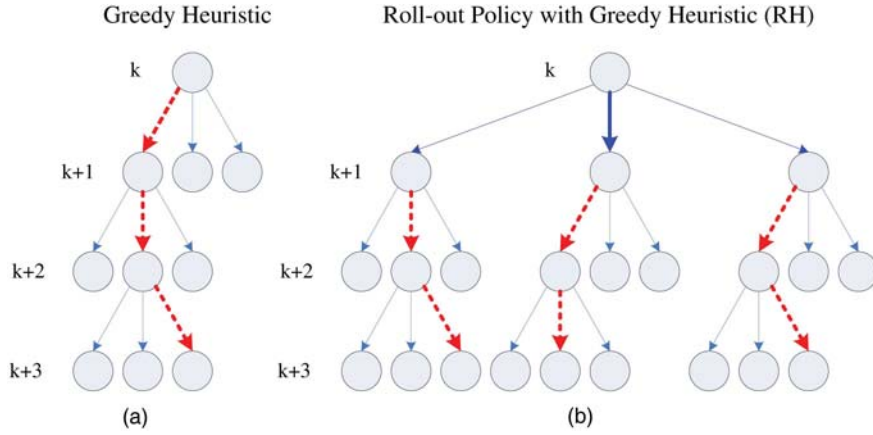 Greedy Heuristic
k
k+1
k+2
k+3
(a)
Roll-out Policy with Greedy Heuristic (RH)
k
k+1
k+2
k+3
(b)